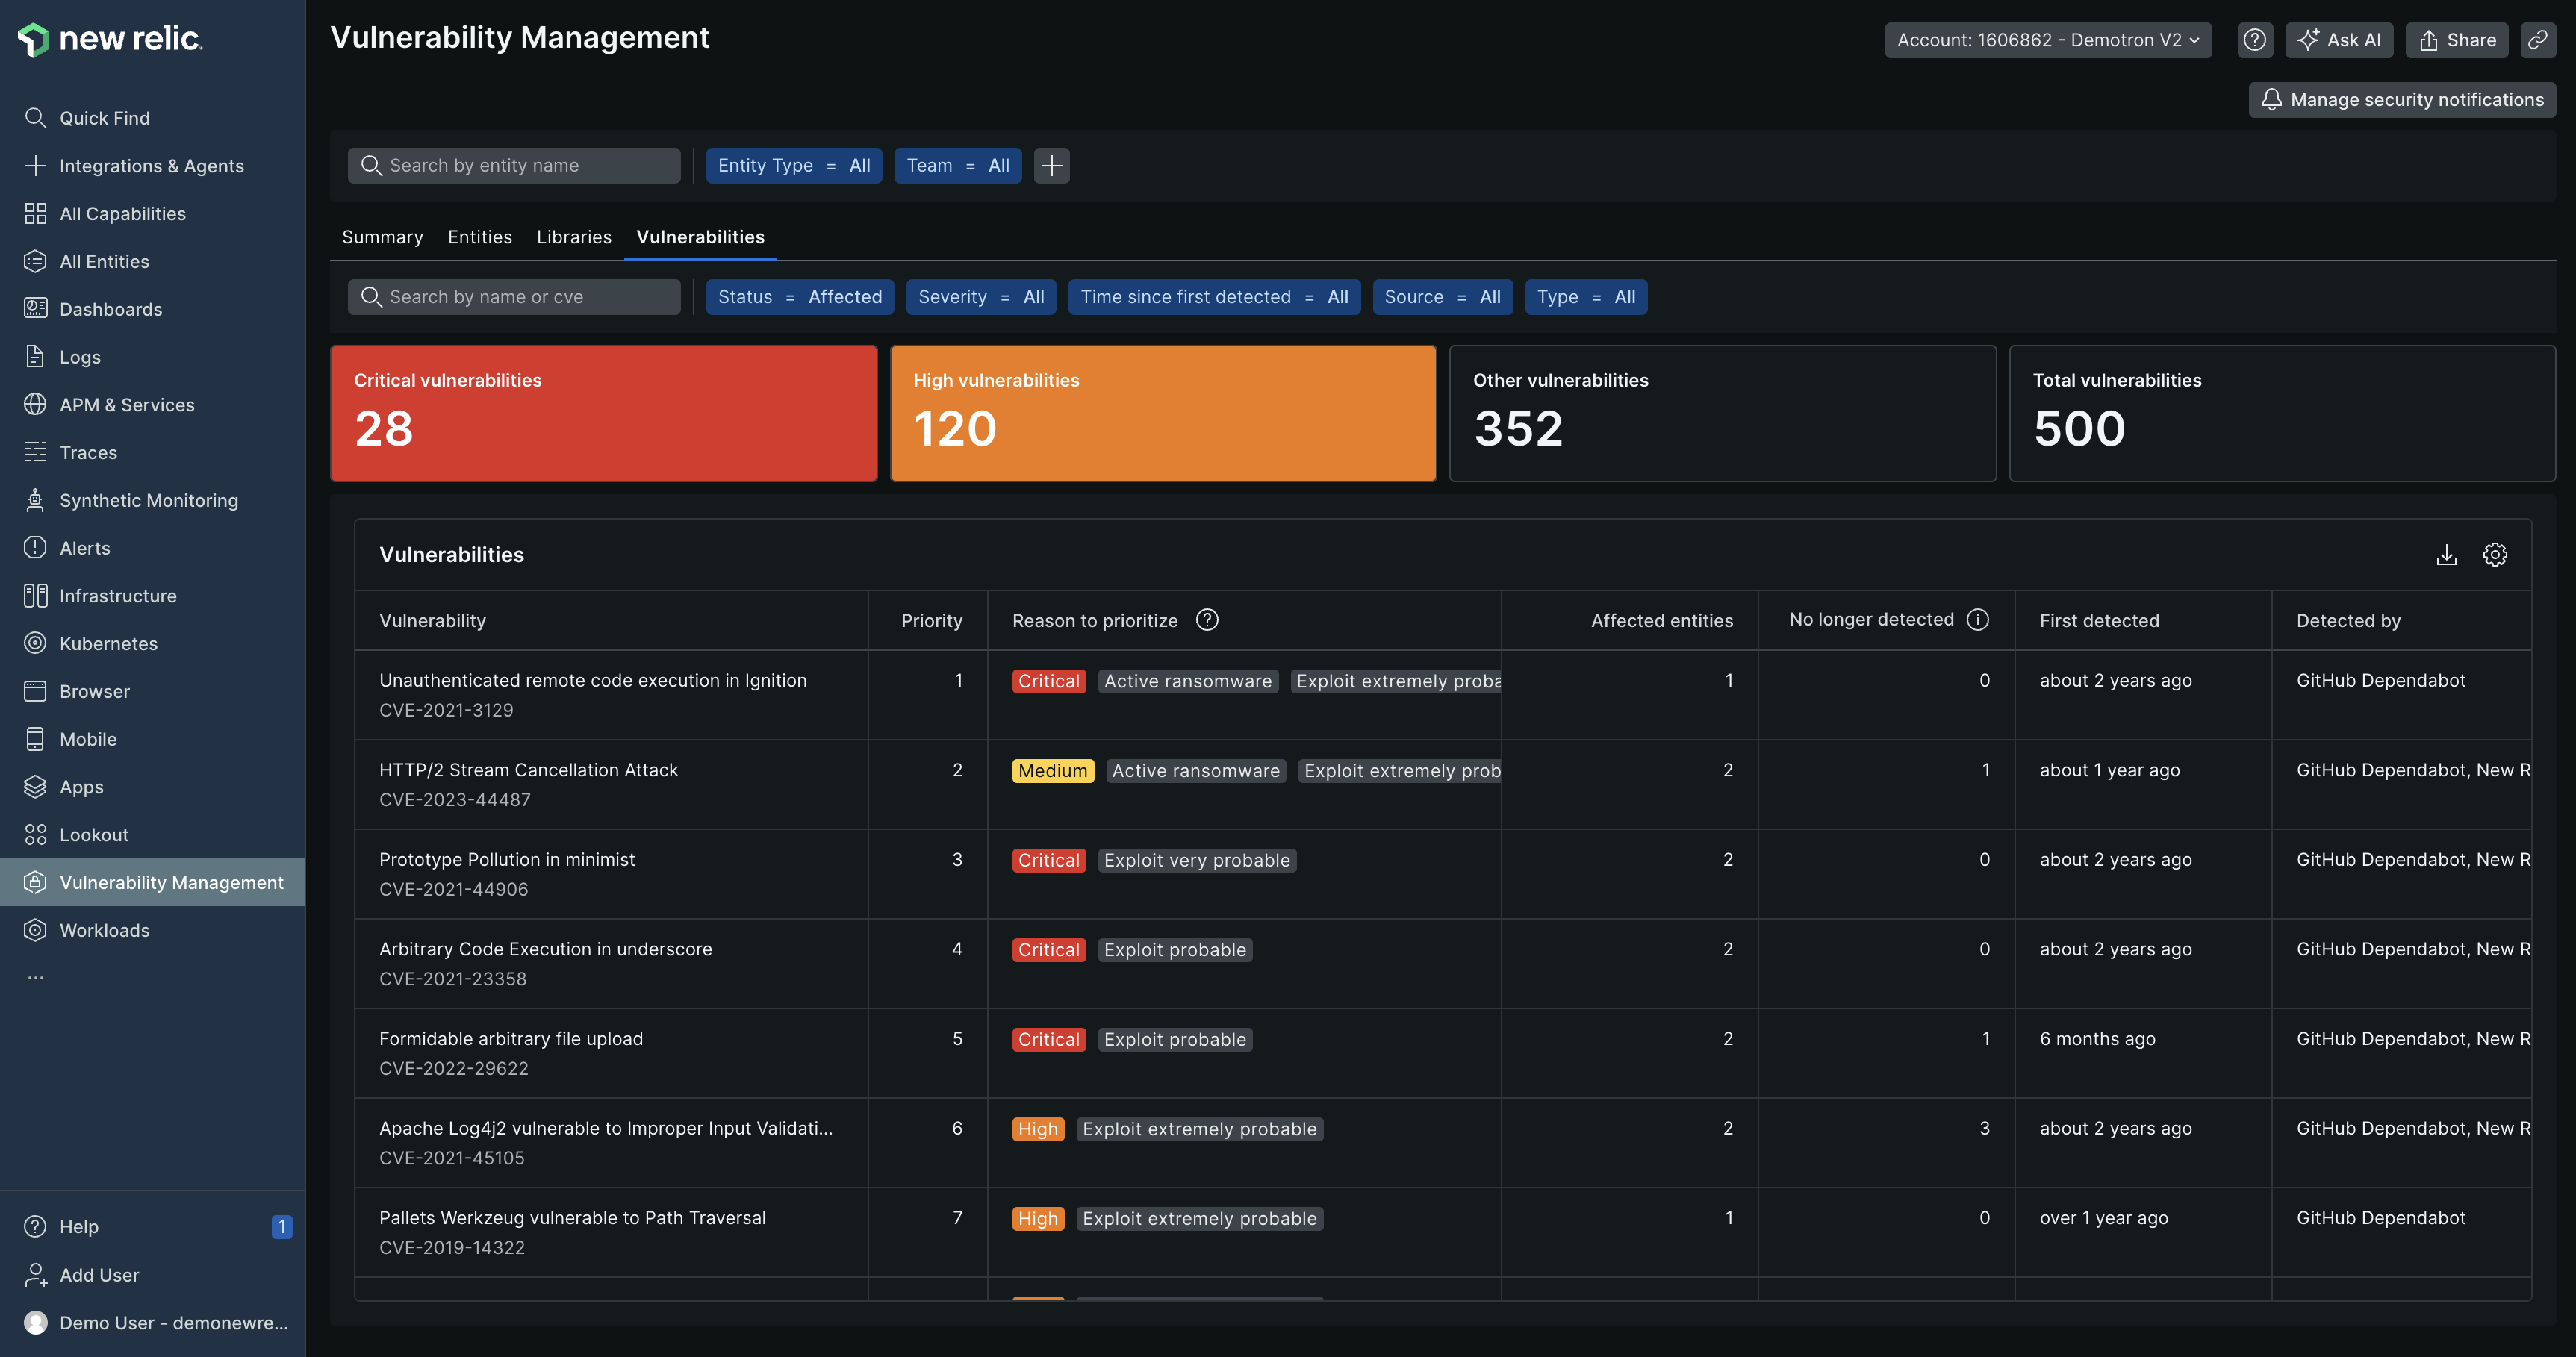 new relic.
Quick Find
Integrations & Agents
All Capabilities
All Entities
Dashboards
Logs
APM & Services
Traces
Synthetic Monitoring
Alerts
Infrastructure
Kubernetes
Browser
Mobile
Apps
Lookout
Vulnerability Management
Workloads
...
Help 1
Add User
Demo User - demonewre...
Vulnerability Management
Account: 1606862 - Demotron V2 Ask AI Share
Manage security notifications
Search by entity name Entity Type = All Team = All
Summary Entities Libraries Vulnerabilities
Search by name or cve Status = Affected Severity = All Time since first detected = All Source = All Type = All
Critical vulnerabilities
28
High vulnerabilities
120
Other vulnerabilities
352
Total vulnerabilities
500
Vulnerabilities
Vulnerability Priority Reason to prioritize Affected entities No longer detected First detected Detected by
Unauthenticated remote code execution in Ignition 1 Critical Active ransomware Exploit extremely proba 1 0 about 2 years ago GitHub Dependabot
CVE-2021-3129
HTTP/2 Stream Cancellation Attack 2 Medium Active ransomware Exploit extremely prob 2 1 about 1 year ago GitHub Dependabot, New R
CVE-2023-44487
Prototype Pollution in minimist 3 Critical Exploit very probable 2 0 about 2 years ago GitHub Dependabot, New R
CVE-2021-44906
Arbitrary Code Execution in underscore 4 Critical Exploit probable 2 0 about 2 years ago GitHub Dependabot, New R
CVE-2021-23358
Formidable arbitrary file upload 5 Critical Exploit probable 2 1 6 months ago GitHub Dependabot, New R
CVE-2022-29622
Apache Log4j2 vulnerable to Improper Input Validati... 6 High Exploit extremely probable 2 3 about 2 years ago GitHub Dependabot, New R
CVE-2021-45105
Pallets Werkzeug vulnerable to Path Traversal 7 High Exploit extremely probable 1 0 over 1 year ago GitHub Dependabot
CVE-2019-14322